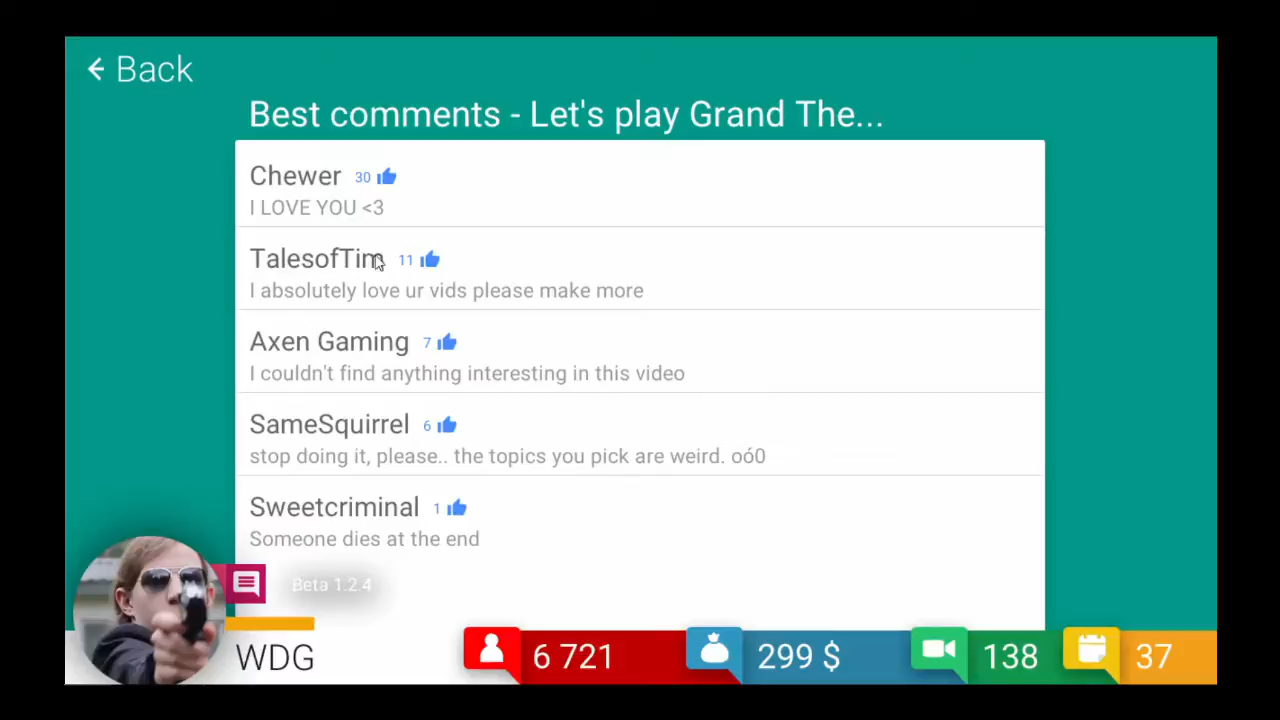 Back
Best comments - Let's play Grand The...
Chewer 30
I LOVE YOU <3
TalesofTim 11
I absolutely love ur vids please make more
Axen Gaming 7
I couldn't find anything interesting in this video
SameSquirrel 6
stop doing it, please.. the topics you pick are weird. oóO
Sweetcriminal 1
Someone dies at the end
Beta 1.2.4
WDG 6 721 299 $ 138 37